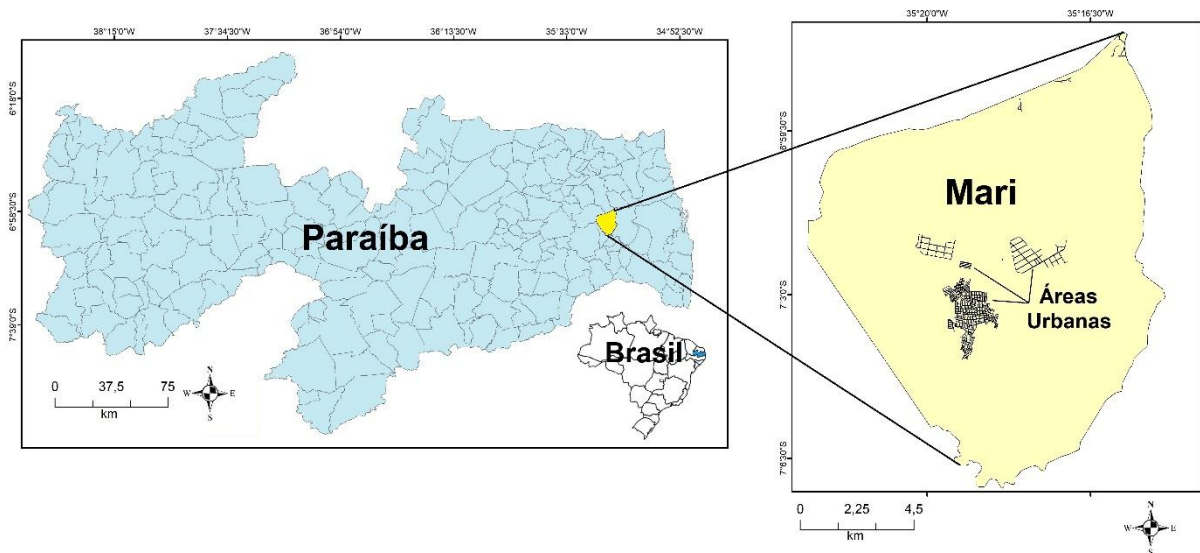 38°15'0"W 37°34'30"W 36°54'0"W 36°13'30"W 35°33'0"W 34°52'30"W
6°18'0"S
6°58'30"S
7°39'0"S
Paraíba
Brasil
0 37,5 75
km
N
W E
S
35°20'0"W 35°16'30"W
6°59'30"S
7°3'0"S
7°6'30"S
Mari
Áreas
Urbanas
0 2,25 4,5
km
N
W E
S